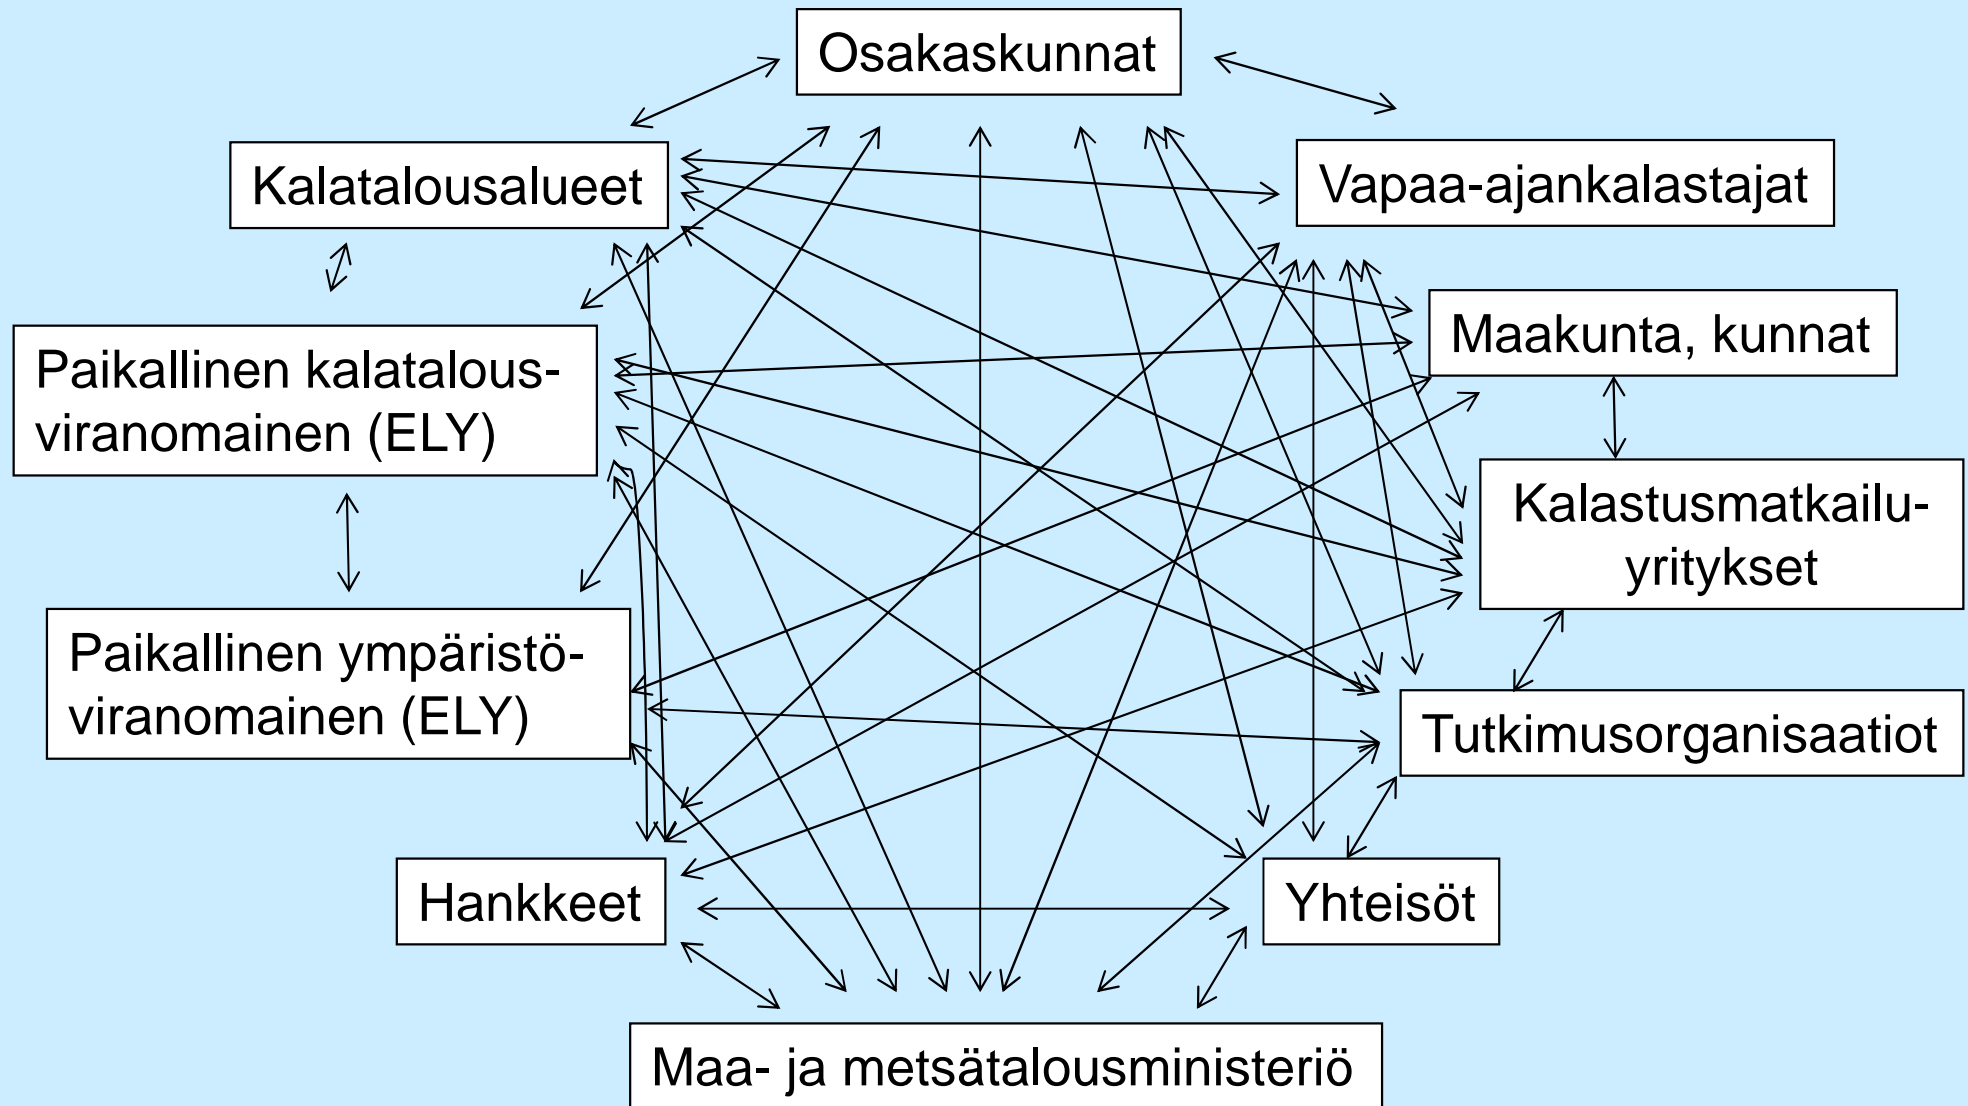 Osakaskunnat
Kalatalousalueet
Vapaa-ajankalastajat
Maakunta, kunnat
Paikallinen kalatalous-
viranomainen (ELY)
Kalastusmatkailu-
yritykset
Paikallinen ympäristö-
viranomainen (ELY)
Tutkimusorganisaatiot
Hankkeet
Yhteisöt
Maa- ja metsätalousministeriö